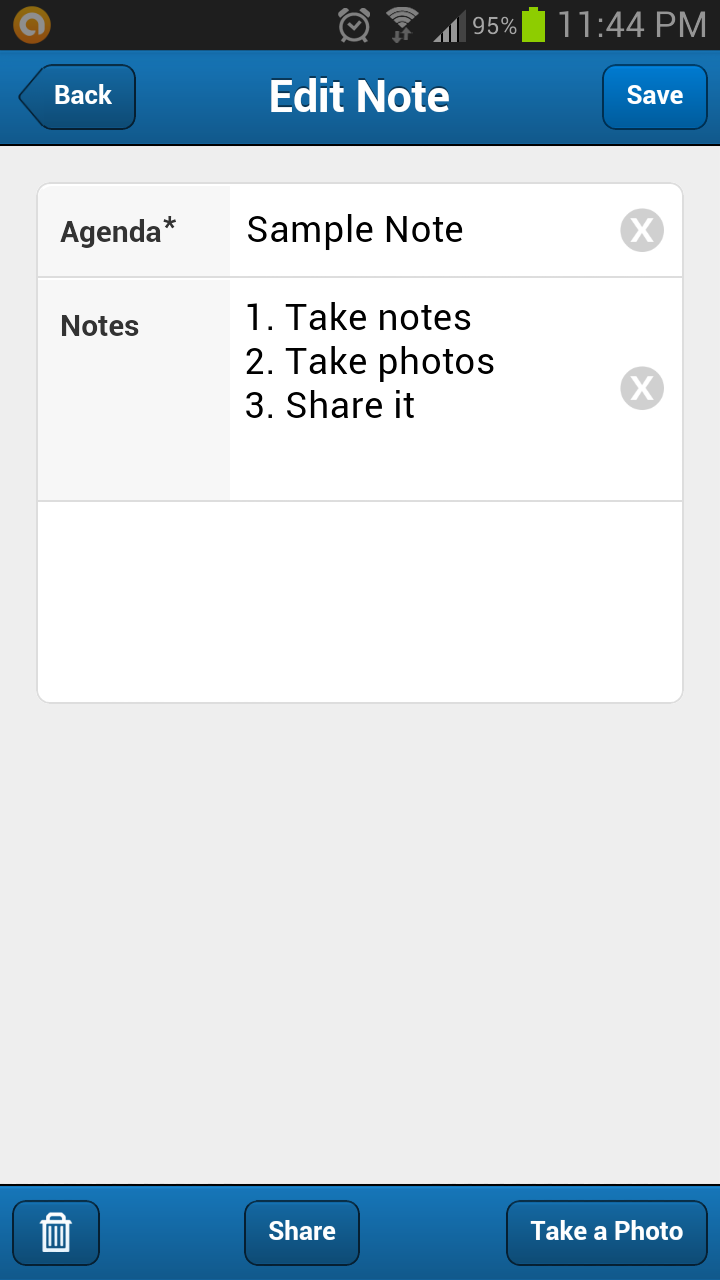 95% 11:44 PM
Back Edit Note Save
Agenda* Sample Note X
Notes 1. Take notes
2. Take photos
X
3. Share it
Share Take a Photo